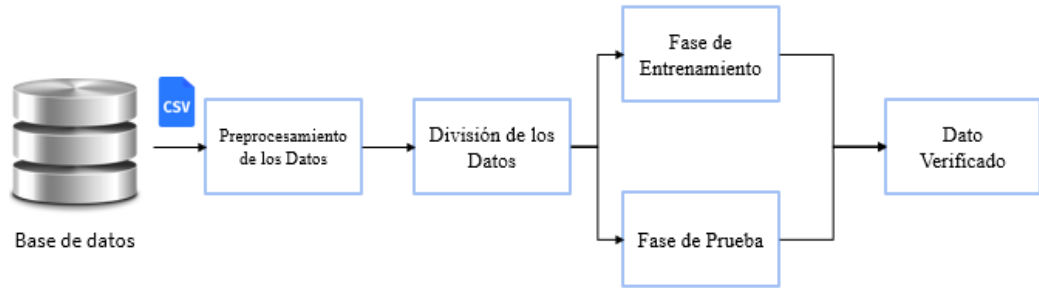 Base de datos
CSV
Preprocesamiento
de los Datos
División de los
Datos
Fase de
Entrenamiento
Fase de Prueba
Dato
Verificado